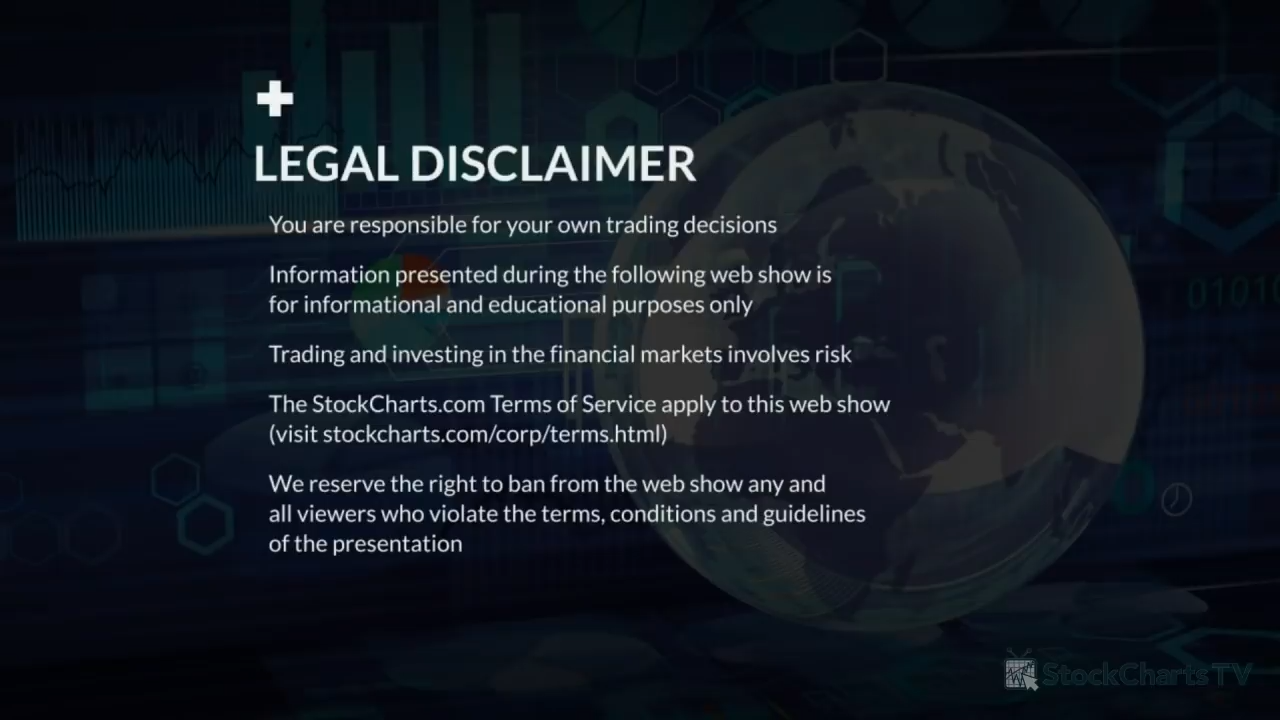 LEGAL DISCLAIMER
You are responsible for your own trading decisions
Information presented during the following web show is
for informational and educational purposes only
Trading and investing in the financial markets involves risk
The StockCharts.com Terms of Service apply to this web show
(visit stockcharts.com/corp/terms.html)
We reserve the right to ban from the web show any and
all viewers who violate the terms, conditions and guidelines
of the presentation
01010
StockChartsTV